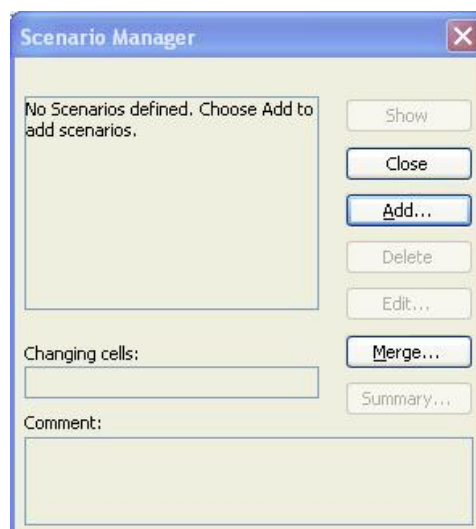 Scenario Manager
No Scenarios defined. Choose Add to
add scenarios.
Show
Close
Add...
Delete
Edit...
Changing cells:
Merge...
Summary...
Comment: